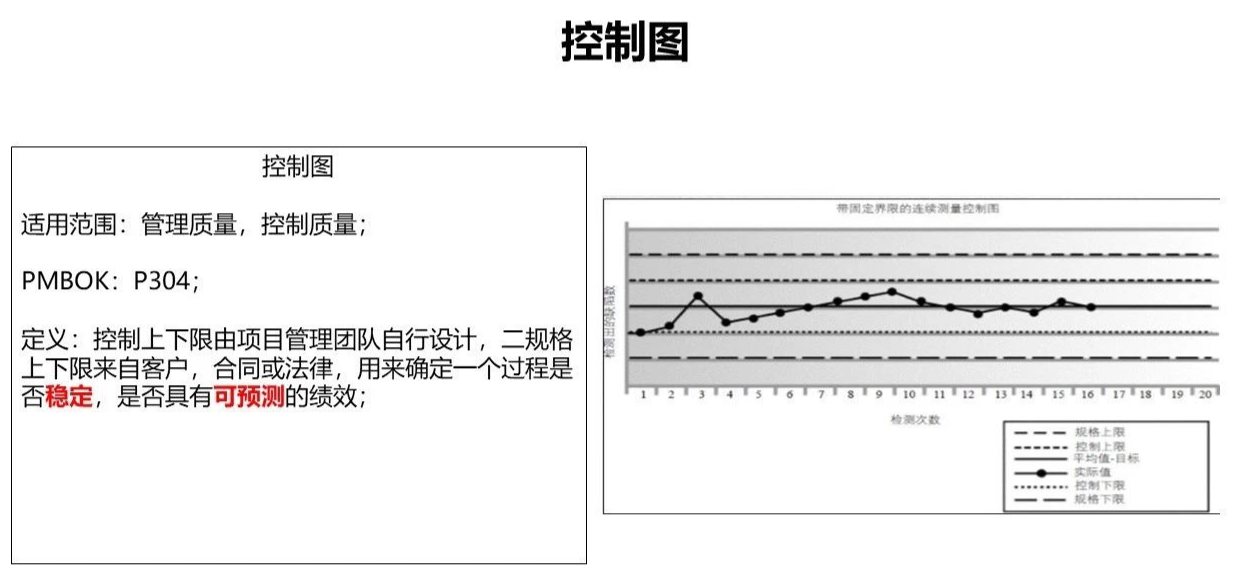 控制图
控制图
适用范围：管理质量，控制质量；
PMBOK：P304；
定义：控制上下限由项目管理团队自行设计，二规格
上下限来自客户，合同或法律，用来确定一个过程是
否稳定，是否具有可预测的绩效；
带固定界限的连续测量控制图
检测出的缺陷数
1 2 3 4 5 6 7 8 9 10 11 12 13 14 15 16 17 18 19 20
检测次数
规格上限
控制上限
平均值-目标
实际值
控制下限
规格下限